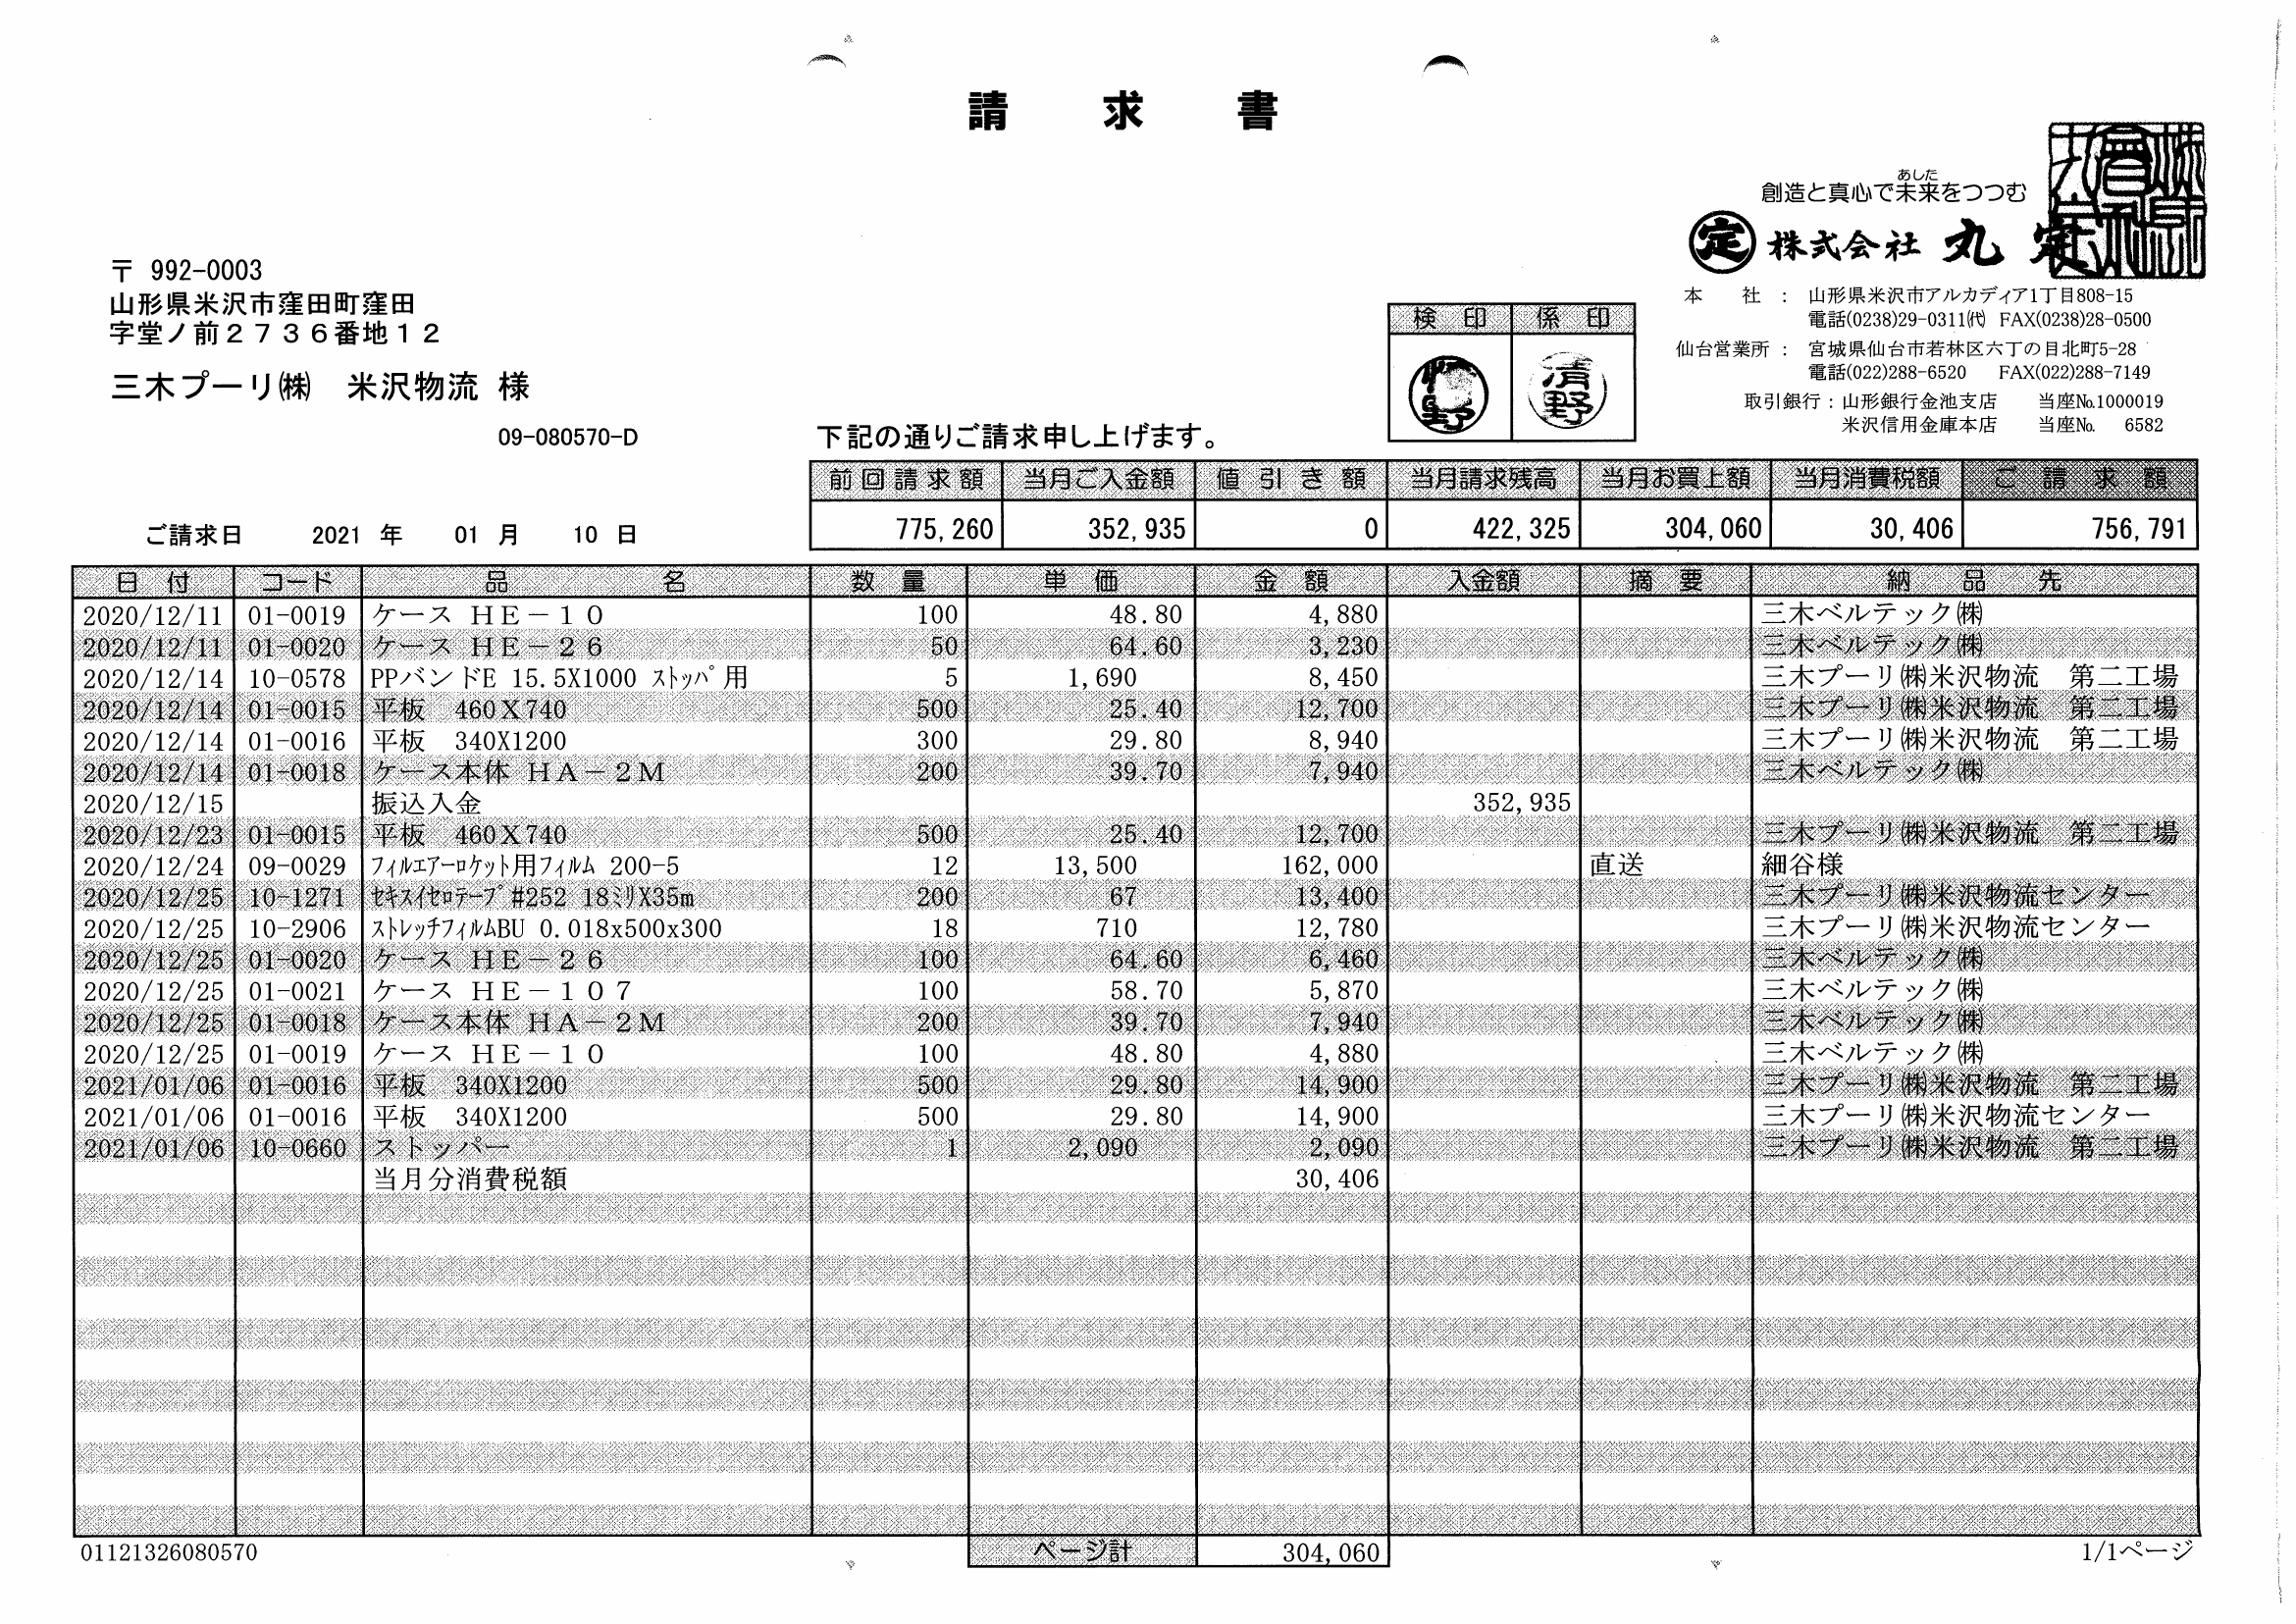 請求書
あした
創造と真心で未来をつつむ
定 株式会社 丸定
〒 992-0003
山形県米沢市窪田町窪田
字堂ノ前２７３６番地１２
三木プーリ㈱ 米沢物流 様
09-080570-D
本社 : 山形県米沢市アルカディア1丁目808-15
電話(0238)29-0311㈹ FAX(0238)28-0500
仙台営業所 : 宮城県仙台市若林区六丁の目北町5-28
電話(022)288-6520 FAX(022)288-7149
取引銀行 : 山形銀行金池支店 当座№1000019
米沢信用金庫本店 当座№ 6582
検印 係印
清野
下記の通りご請求申し上げます。
前回請求額 当月ご入金額 値引き額 当月請求残高 当月お買上額 当月消費税額 ご請求額
775,260 352,935 0 422,325 304,060 30,406 756,791
ご請求日 2021 年 01 月 10 日
日付 コード 品名 数量 単価 金額 入金額 摘要 納品先
2020/12/11 01-0019 ケース ＨＥ－１０ 100 48.80 4,880 三木ベルテック㈱
2020/12/11 01-0020 ケース ＨＥ－２６ 50 64.60 3,230 三木ベルテック㈱
2020/12/14 10-0578 PPバンドE 15.5X1000 ｽﾄｯﾊﾟ用 5 1,690 8,450 三木プーリ㈱米沢物流 第二工場
2020/12/14 01-0015 平板 460Ｘ740 500 25.40 12,700 三木プーリ㈱米沢物流 第二工場
2020/12/14 01-0016 平板 340X1200 300 29.80 8,940 三木プーリ㈱米沢物流 第二工場
2020/12/14 01-0018 ケース本体 ＨＡ－２Ｍ 200 39.70 7,940 三木ベルテック㈱
2020/12/15 振込入金 352,935
2020/12/23 01-0015 平板 460Ｘ740 500 25.40 12,700 三木プーリ㈱米沢物流 第二工場
2020/12/24 09-0029 ﾌｨﾙｴｱｰﾛｹｯﾄ用ﾌｨﾙﾑ 200-5 12 13,500 162,000 直送 細谷様
2020/12/25 10-1271 ｾｷｽｲｾﾛﾃｰﾌﾟ#252 18ﾐﾘX35m 200 67 13,400 三木プーリ㈱米沢物流センター
2020/12/25 10-2906 ｽﾄﾚｯﾁﾌｨﾙﾑBU 0.018x500x300 18 710 12,780 三木プーリ㈱米沢物流センター
2020/12/25 01-0020 ケース ＨＥ－２６ 100 64.60 6,460 三木ベルテック㈱
2020/12/25 01-0021 ケース ＨＥ－１０７ 100 58.70 5,870 三木ベルテック㈱
2020/12/25 01-0018 ケース本体 ＨＡ－２Ｍ 200 39.70 7,940 三木ベルテック㈱
2020/12/25 01-0019 ケース ＨＥ－１０ 100 48.80 4,880 三木ベルテック㈱
2021/01/06 01-0016 平板 340X1200 500 29.80 14,900 三木プーリ㈱米沢物流 第二工場
2021/01/06 01-0016 平板 340X1200 500 29.80 14,900 三木プーリ㈱米沢物流センター
2021/01/06 10-0660 ストッパー 1 2,090 2,090 三木プーリ㈱米沢物流 第二工場
当月分消費税額 30,406
01121326080570 ページ計 304,060 1/1ページ